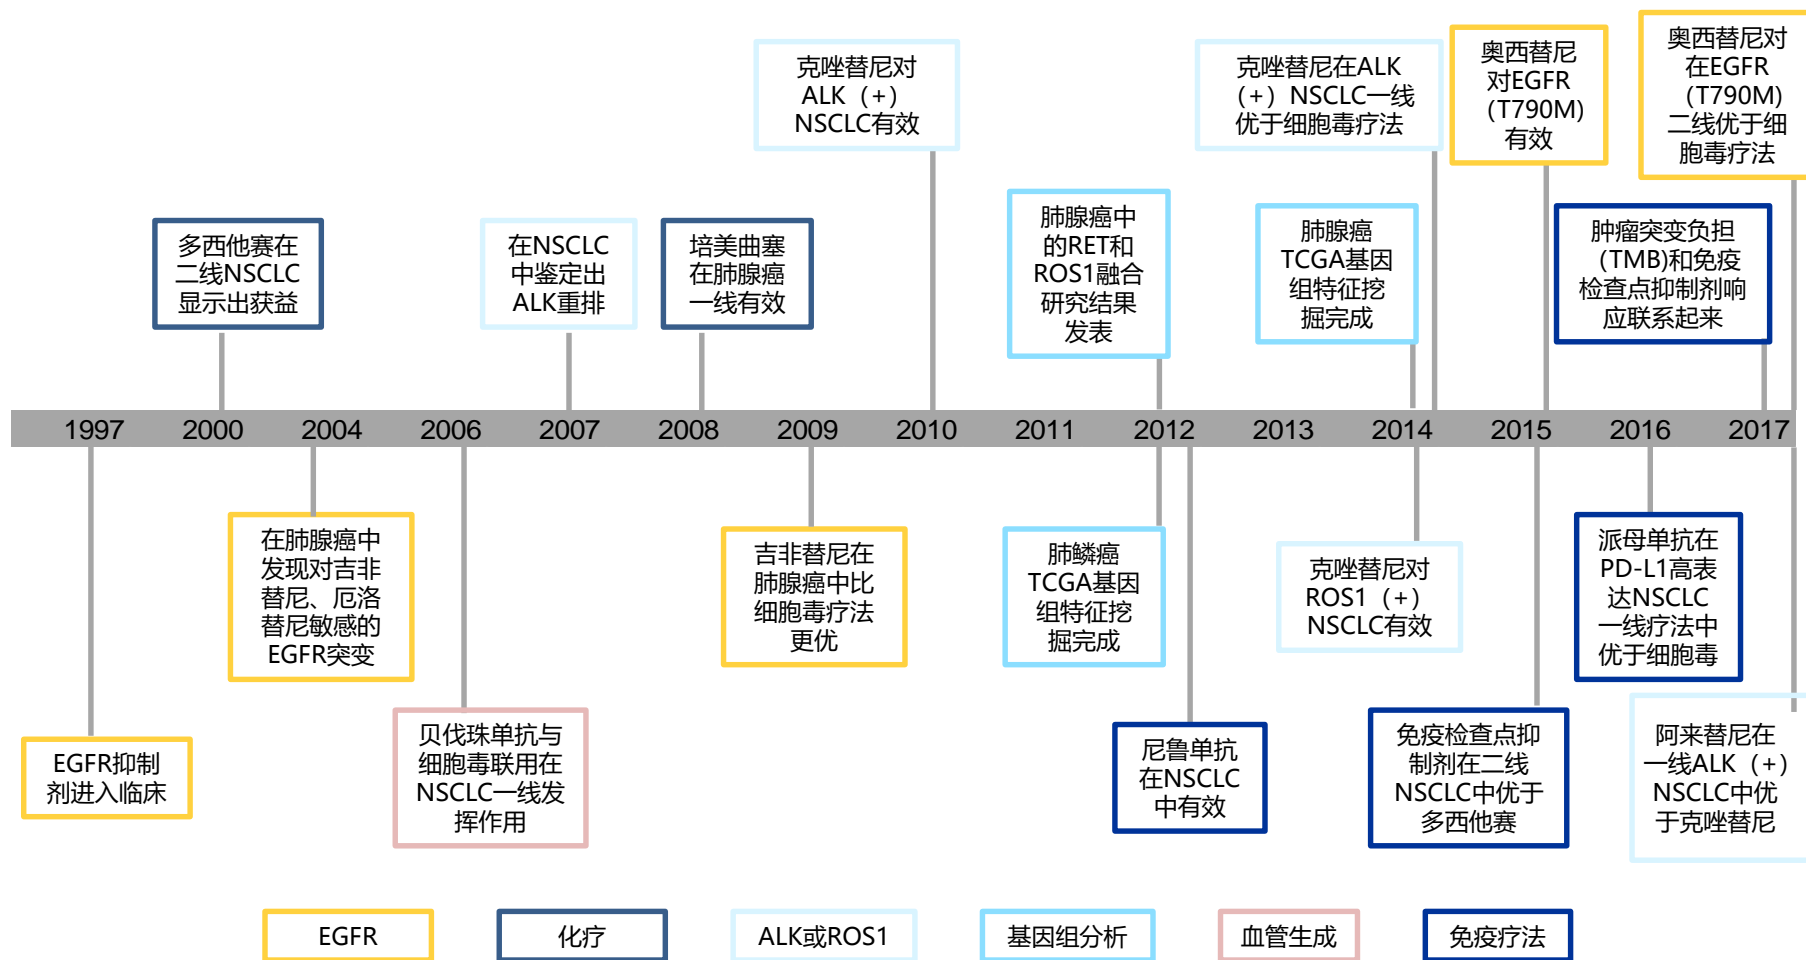 克唑替尼对
ALK（+）
NSCLC有效
克唑替尼在ALK
（+）NSCLC一线
优于细胞毒疗法
奥西替尼
对EGFR
（T790M)
有效
奥西替尼对
在EGFR
（T790M)
二线优于细
胞毒疗法
多西他赛在
二线NSCLC
显示出获益
在NSCLC
中鉴定出
ALK重排
培美曲塞
在肺腺癌
一线有效
肺腺癌中
的RET和
ROS1融合
研究结果
发表
肺腺癌
TCGA基因
组特征挖
掘完成
肿瘤突变负担
（TMB)和免疫
检查点抑制剂响
应联系起来
1997
2000
2004
2006
2007
2008
2009
2010
2011
2012
2013
2014
2015
2016
2017
在肺腺癌中
发现对吉非
替尼、厄洛
替尼敏感的
EGFR突变
吉非替尼在
肺腺癌中比
细胞毒疗法
更优
肺鳞癌
TCGA基因
组特征挖
掘完成
克唑替尼对
ROS1（+）
NSCLC有效
派母单抗在
PD-L1高表
达NSCLC
一线疗法中
优于细胞毒
EGFR抑制
剂进入临床
贝伐珠单抗与
细胞毒联用在
NSCLC一线发
挥作用
尼鲁单抗
在NSCLC
中有效
免疫检查点抑
制剂在二线
NSCLC中优于
多西他赛
阿来替尼在
一线ALK（+）
NSCLC中优
于克唑替尼
EGFR
化疗
ALK或ROS1
基因组分析
血管生成
免疫疗法